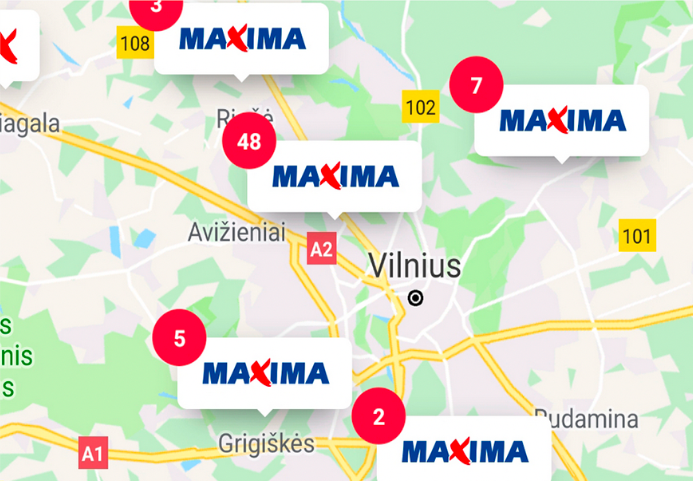 3
MAXIMA
108
7
102
iagala
MAXIMA
48
MAXIMA
Avižieniai
101
A2
Vilnius
5
nis
MAXIMA
2
Rudamina
Grigiškės
A1
MAXIMA